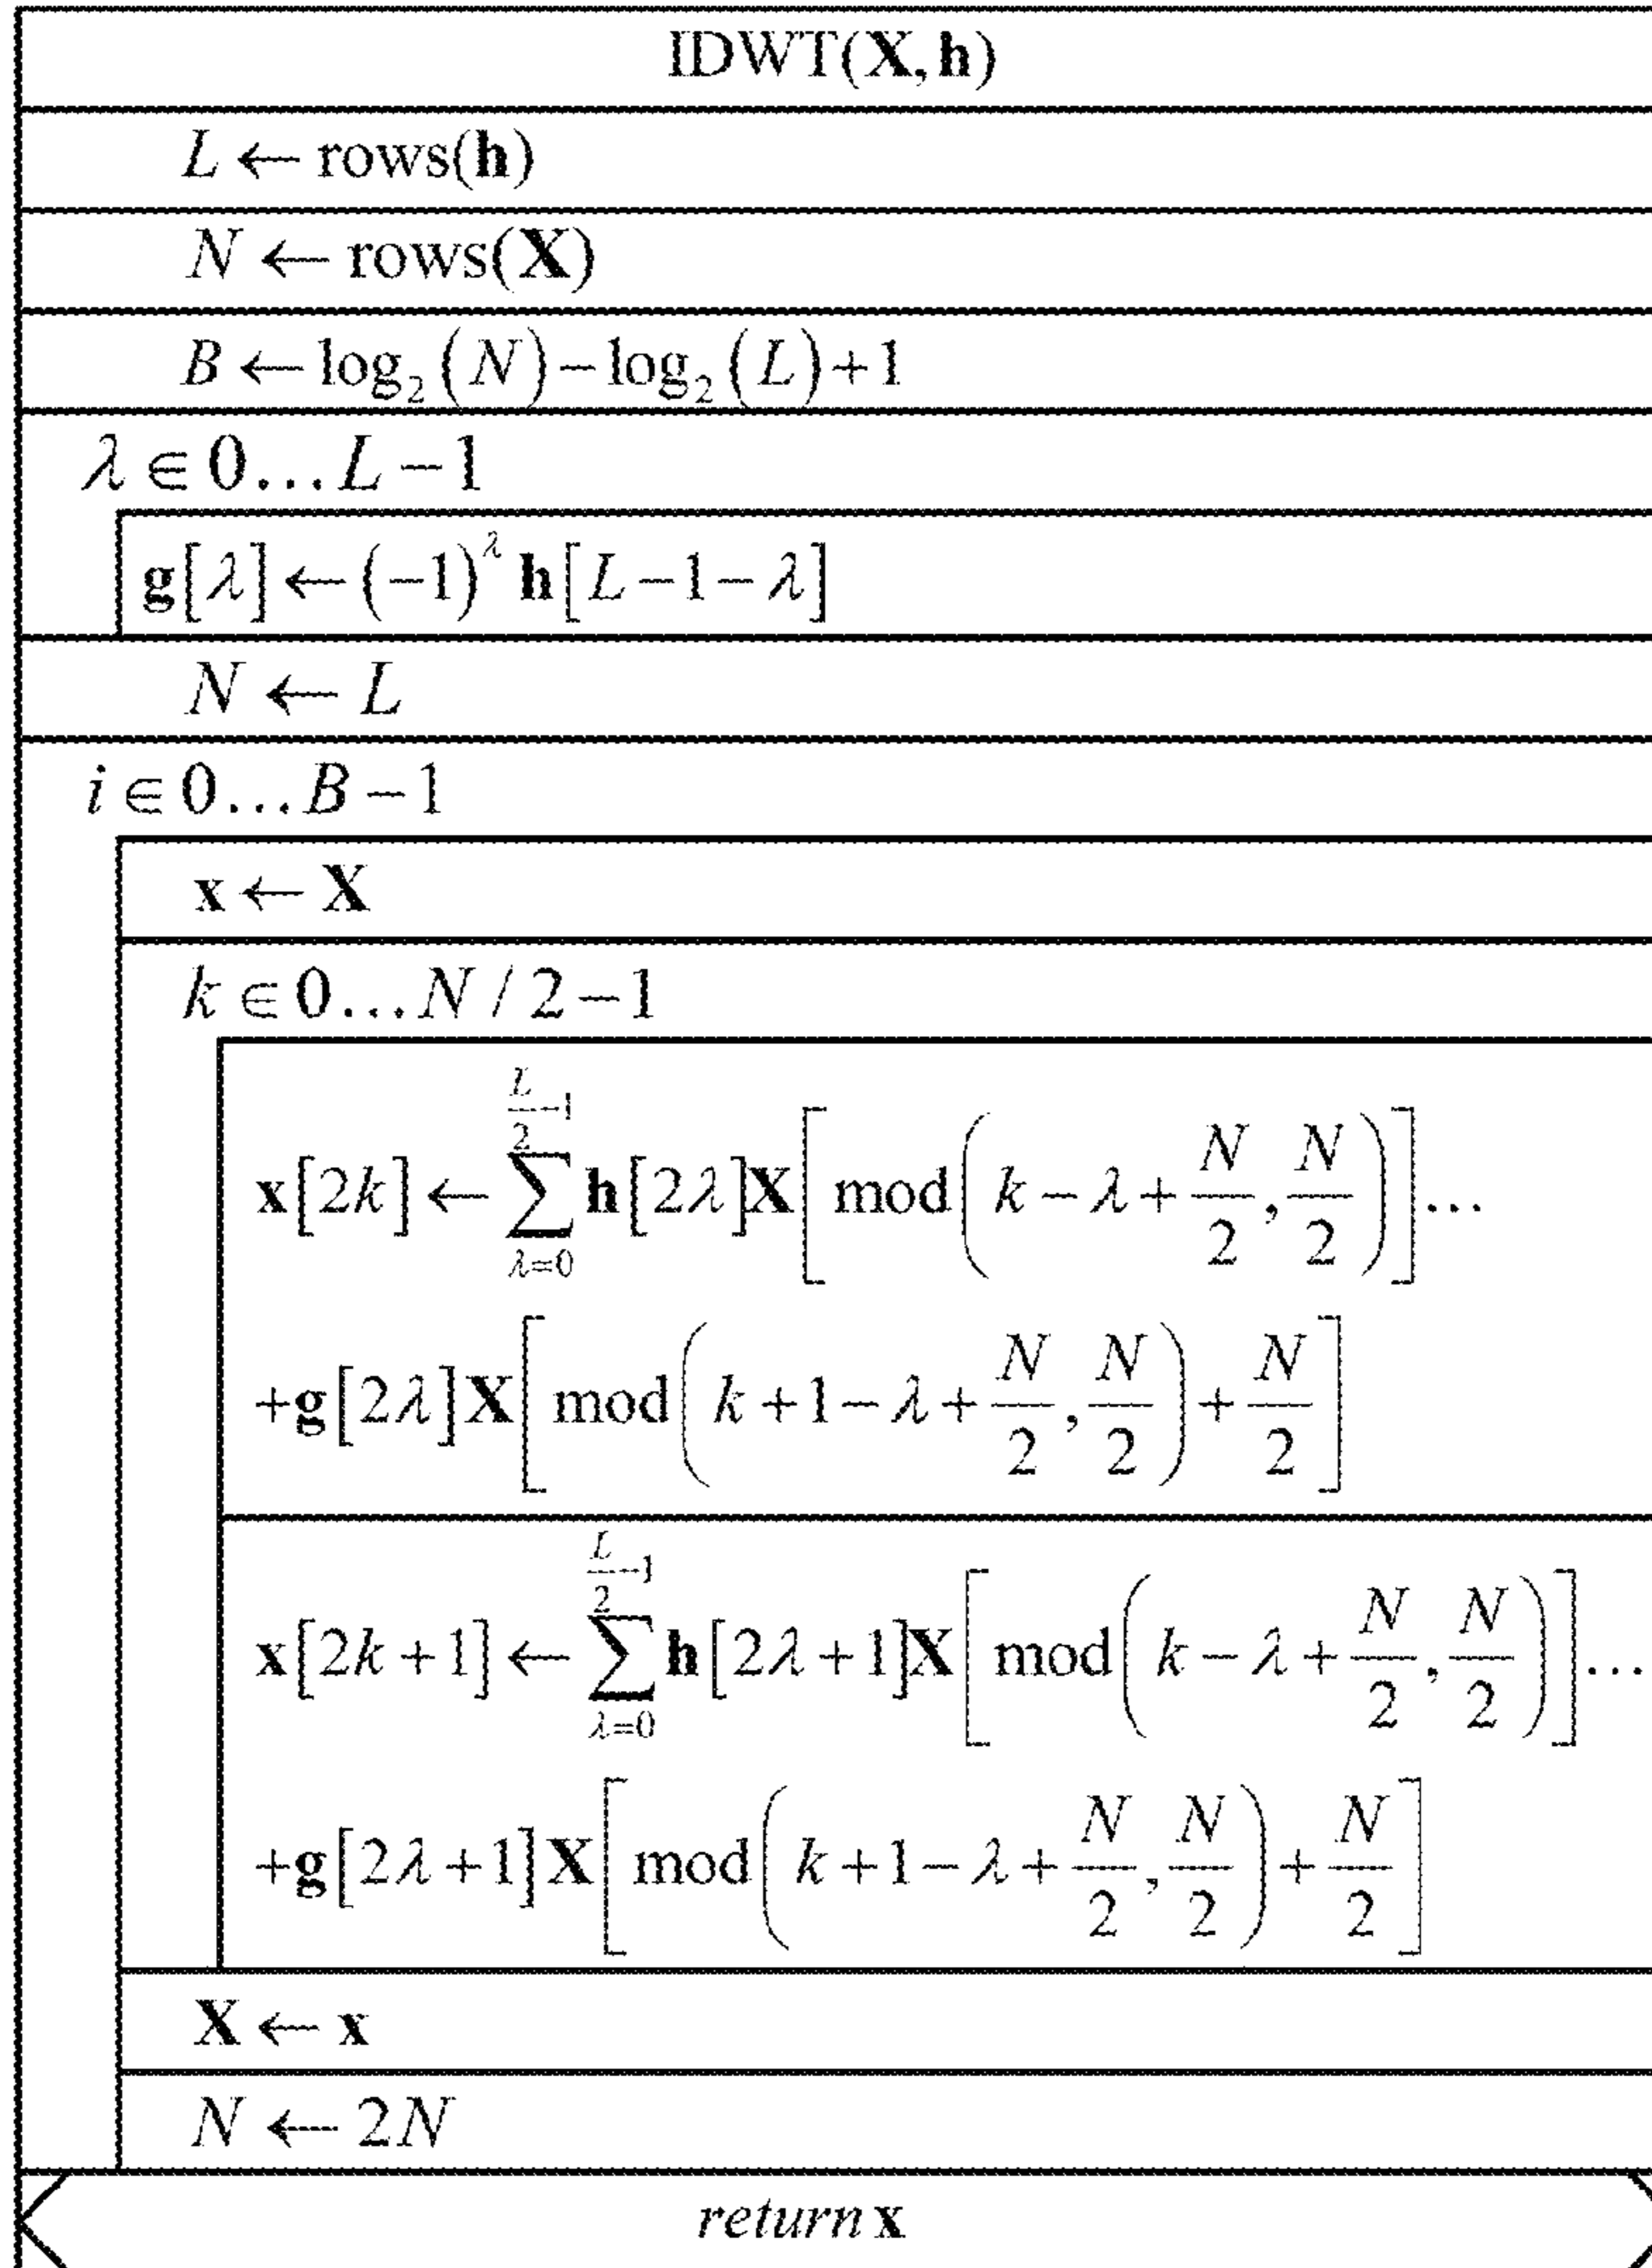 IDWT(X, h)
L ← rows(h)
N ← rows(X)
B ← log₂(N) − log₂(L) + 1
λ ∈ 0…L − 1
g[λ] ← (−1)^λ h[L − 1 − λ]
N ← L
i ∈ 0…B − 1
x ← X
k ∈ 0…N / 2 − 1
x[2k] ← ∑_{λ=0}^{L/2−1} h[2λ]X[mod(k − λ + N/2, N/2)]…
+g[2λ]X[mod(k + 1 − λ + N/2, N/2) + N/2]
x[2k + 1] ← ∑_{λ=0}^{L/2−1} h[2λ + 1]X[mod(k − λ + N/2, N/2)]…
+g[2λ + 1]X[mod(k + 1 − λ + N/2, N/2) + N/2]
X ← x
N ← 2N
return x